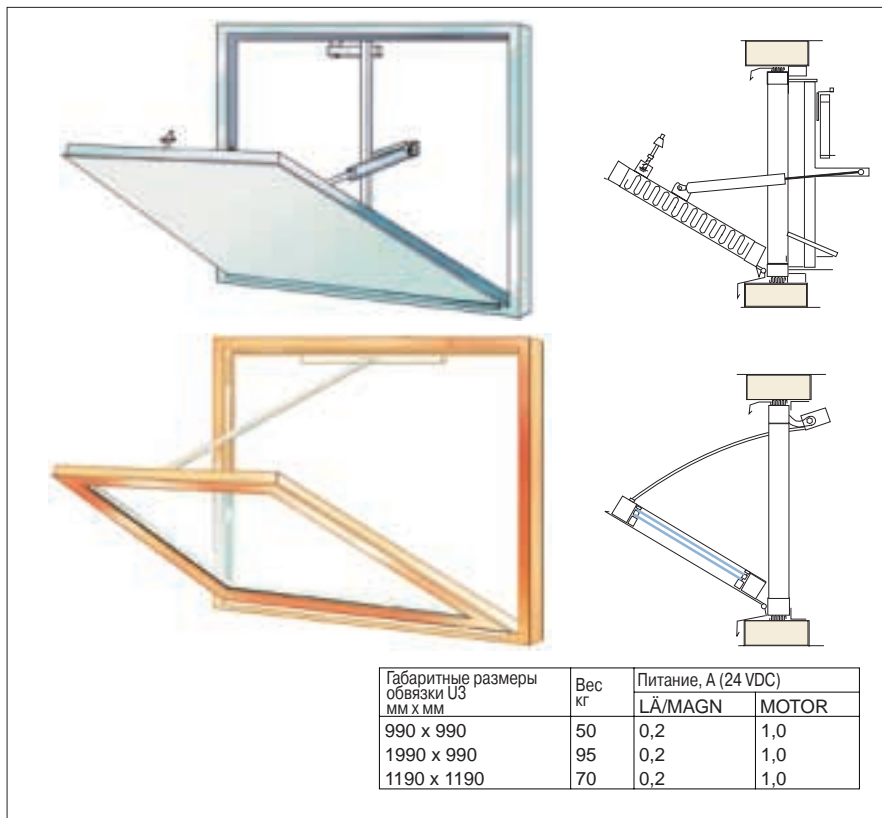 Габаритные размеры
обвязки U3
мм x мм
Вес
кг
Питание, А (24 VDC)
LÄ/MAGN
MOTOR
990 x 990 50 0,2 1,0
1990 x 990 95 0,2 1,0
1190 x 1190 70 0,2 1,0